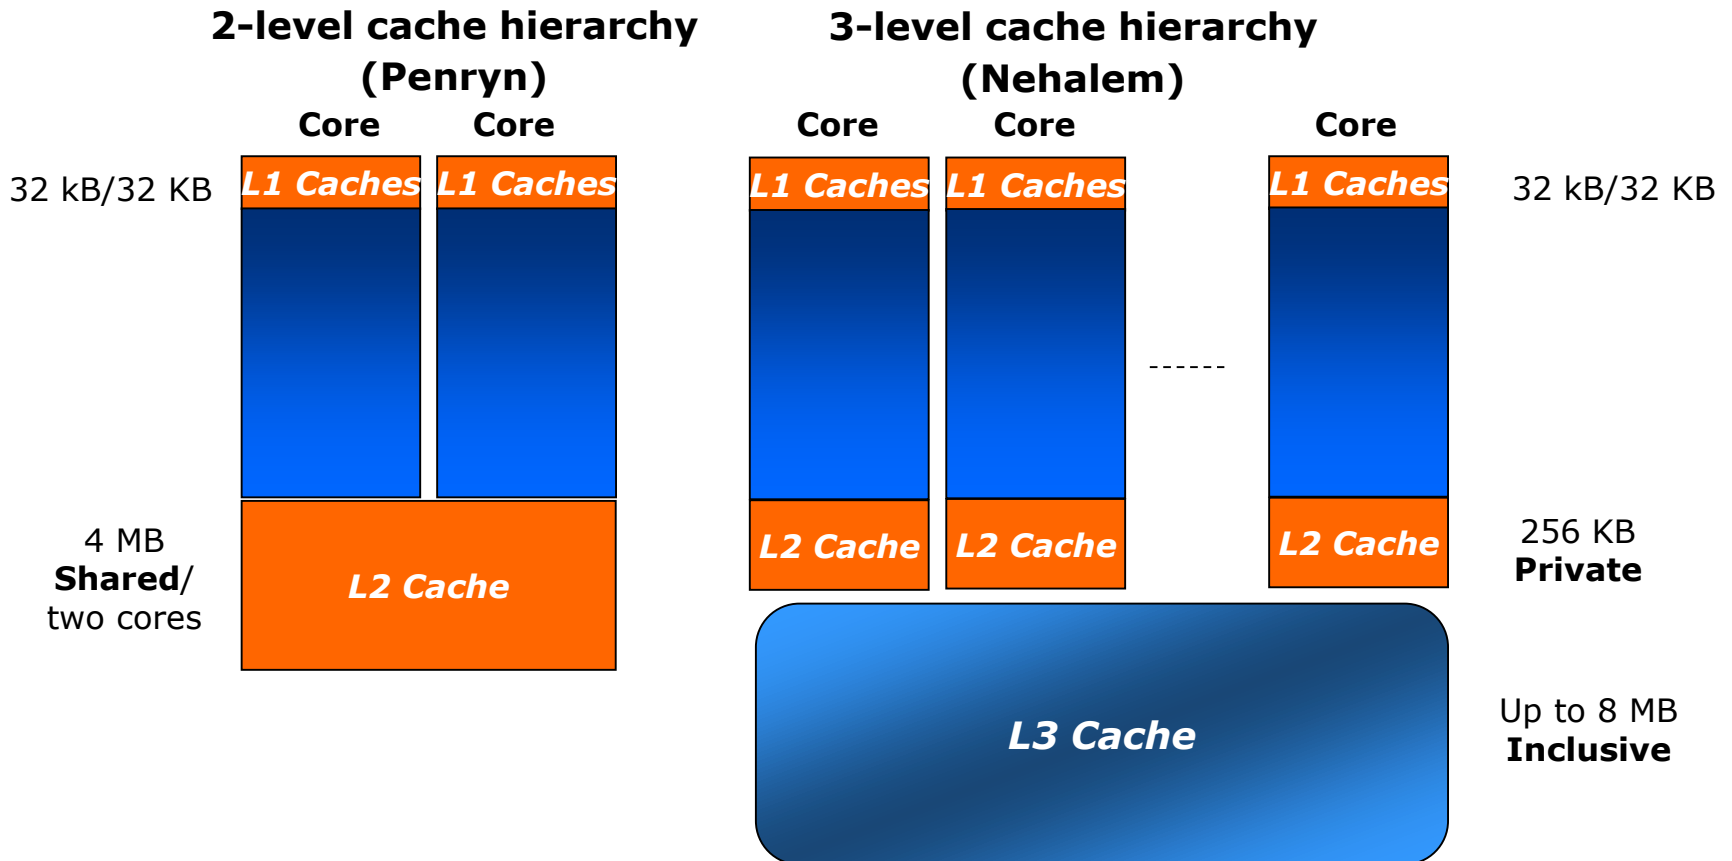 2-level cache hierarchy
(Penryn)
3-level cache hierarchy
(Nehalem)
Core
Core
Core
Core
Core
32 kB/32 KB
L1 Caches
L1 Caches
L1 Caches
L1 Caches
L1 Caches
32 kB/32 KB
4 MB
Shared/
two cores
L2 Cache
L2 Cache
L2 Cache
L2 Cache
256 KB
Private
L3 Cache
Up to 8 MB
Inclusive